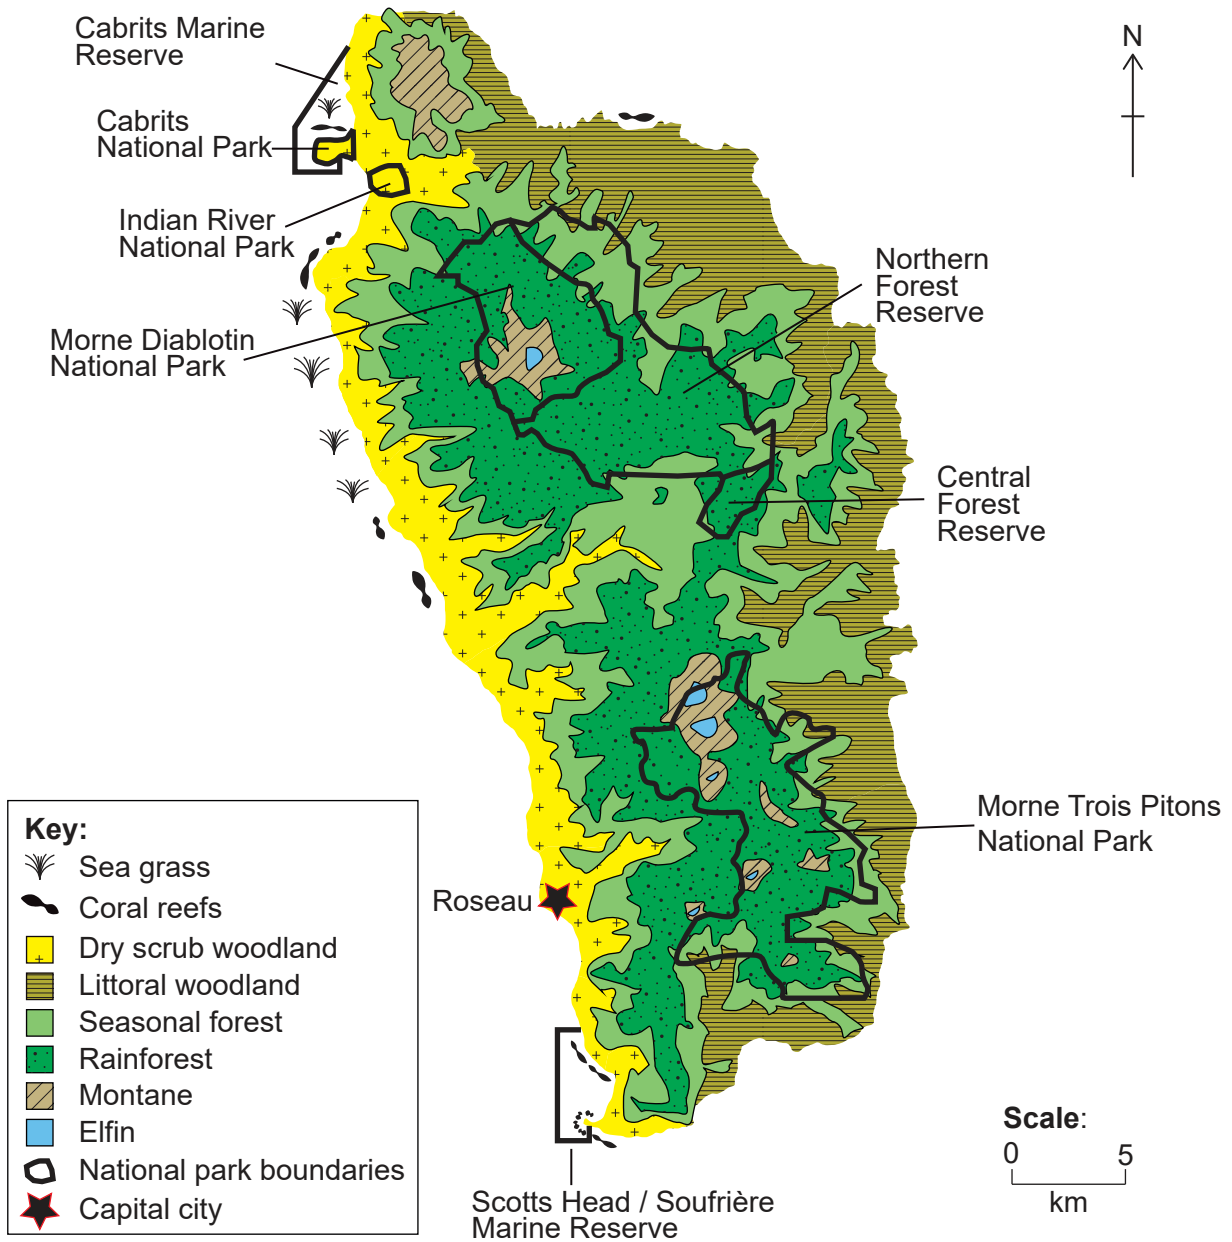 Cabrits Marine
Reserve
N
Cabrits
National Park
Indian River
National Park
Northern
Forest
Reserve
Morne Diablotin
National Park
Central
Forest
Reserve
Morne Trois Pitons
National Park
Roseau
Key:
Sea grass
Coral reefs
Dry scrub woodland
Littoral woodland
Seasonal forest
Rainforest
Montane
Elfin
National park boundaries
Capital city
Scale:
0 5
km
Scotts Head / Soufrière
Marine Reserve